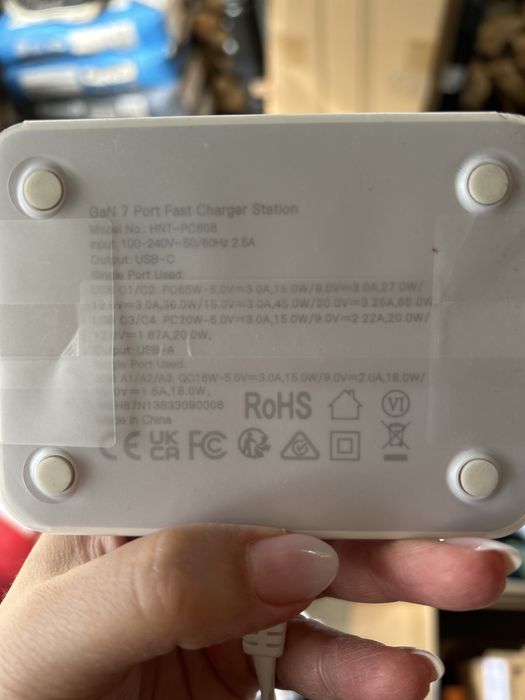 GaN 7 Port Fast Charger Station
Model No.: HNT-PC608
Input: 100-240V~50/60Hz 2.5A
Output: USB-C
Single Port Used:
USB C1/C2: PD65W-5.0V⎓3.0A,15.0W/9.0V⎓3.0A,27.0W/
12.0V⎓3.0A,36.0W/15.0V⎓3.0A,45.0W/20.0V⎓3.25A,65.0W,
USB C3/C4: PD20W-5.0V⎓3.0A,15.0W/9.0V⎓2.22A,20.0W/
12.0V⎓1.67A,20.0W,
Output: USB-A
Single Port Used:
A1/A2/A3: QC18W-5.0V⎓3.0A,15.0W/9.0V⎓2.0A,18.0W/
⎓1.5A,18.0W,
H87N13633090008
Made in China
RoHS VI
CE UK CA FC